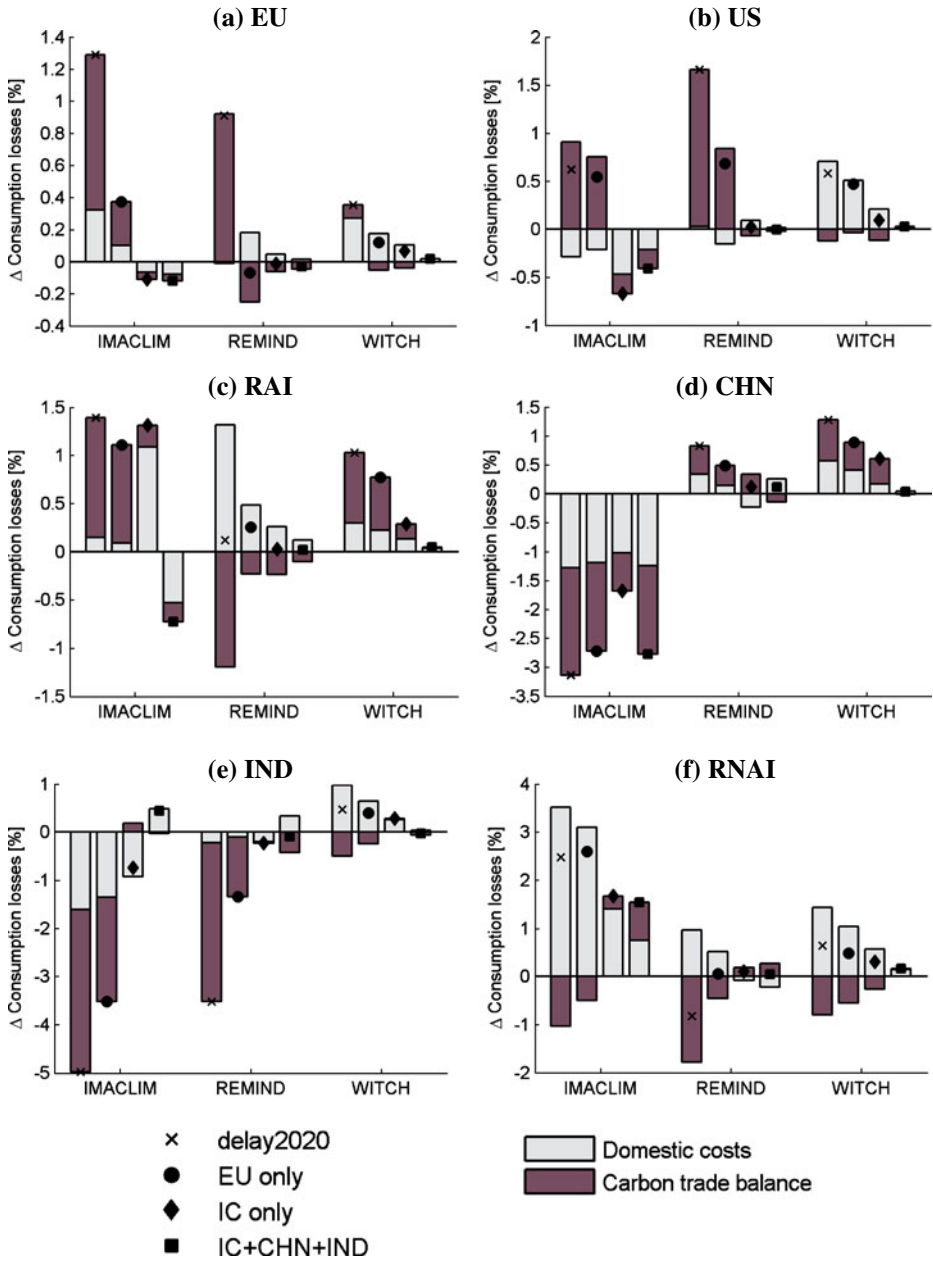 (a) EU
1.4
1.2
1
0.8
0.6
0.4
0.2
0
-0.2
-0.4
Δ Consumption losses [%]
IMACLIM REMIND WITCH
(b) US
2
1.5
1
0.5
0
-0.5
-1
Δ Consumption losses [%]
IMACLIM REMIND WITCH
(c) RAI
1.5
1
0.5
0
-0.5
-1
-1.5
Δ Consumption losses [%]
IMACLIM REMIND WITCH
(d) CHN
1.5
1
0.5
0
-0.5
-1
-1.5
-2
-2.5
-3
-3.5
Δ Consumption losses [%]
IMACLIM REMIND WITCH
(e) IND
1
0
-1
-2
-3
-4
-5
Δ Consumption losses [%]
IMACLIM REMIND WITCH
(f) RNAI
4
3
2
1
0
-1
-2
Δ Consumption losses [%]
IMACLIM REMIND WITCH
delay2020
EU only
IC only
IC+CHN+IND
Domestic costs
Carbon trade balance